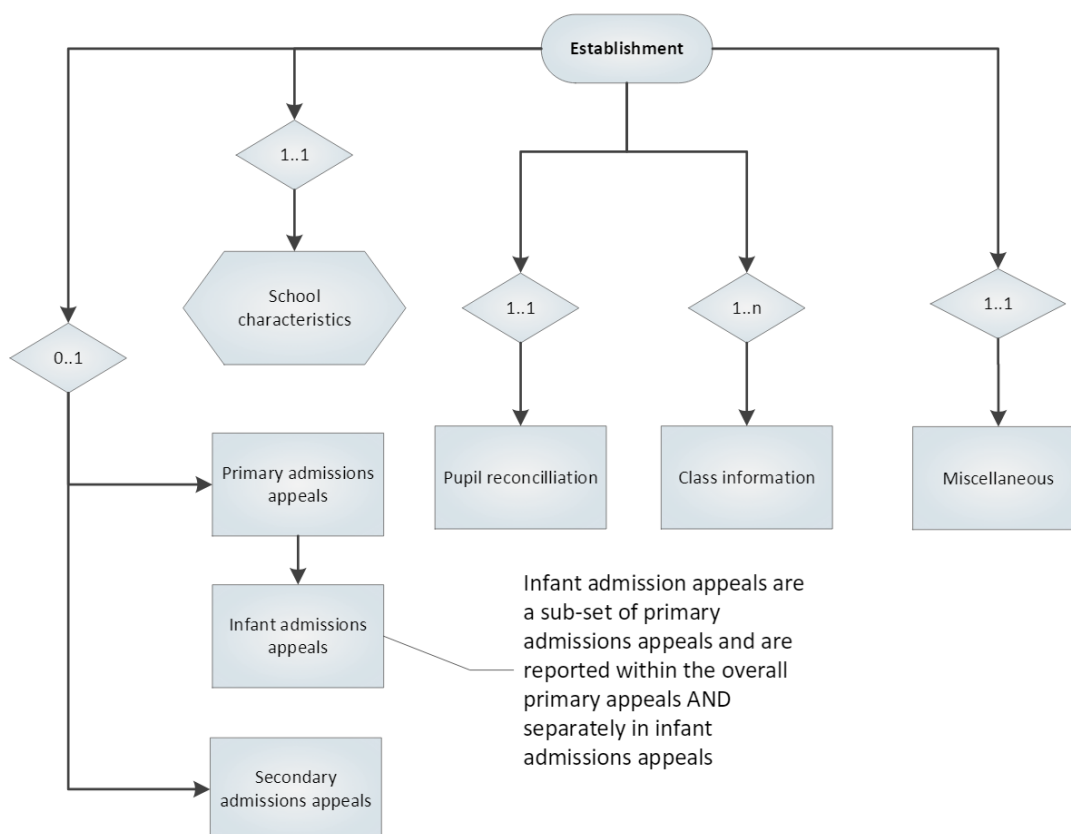 Establishment
1..1
School
characteristics
0..1
1..1
1..n
1..1
Primary admissions
appeals
Pupil reconcilliation
Class information
Miscellaneous
Infant admissions
appeals
Infant admission appeals are
a sub-set of primary
admissions appeals and are
reported within the overall
primary appeals AND
separately in infant
admissions appeals
Secondary
admissions appeals